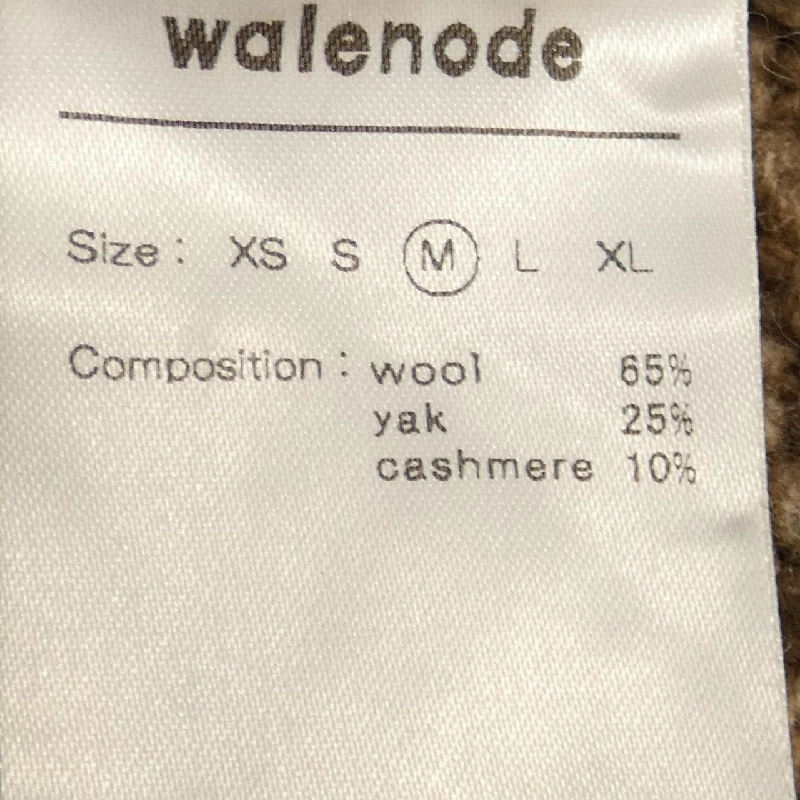 walenode
Size : XS S M L XL
Composition : wool 65%
yak 25%
cashmere 10%